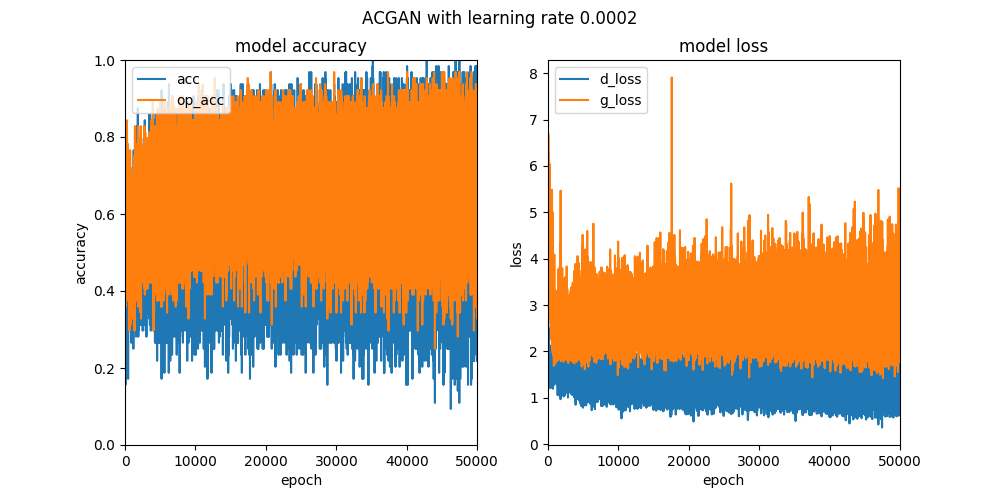 ACGAN with learning rate 0.0002
model accuracy
acc
op_acc
accuracy
1.0
0.8
0.6
0.4
0.2
0.0
0 10000 20000 30000 40000 50000
epoch
model loss
d_loss
g_loss
loss
8
7
6
5
4
3
2
1
0
0 10000 20000 30000 40000 50000
epoch